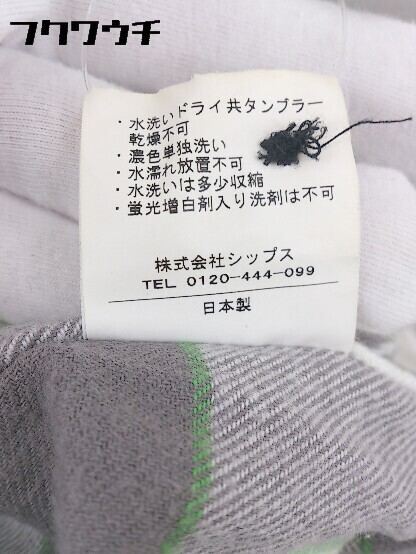 フクワウチ
・水洗いドライ共タンブラー
乾燥不可
・濃色単独洗い
・水濡れ放置不可
・水洗いは多少収縮
・蛍光増白剤入り洗剤は不可
株式会社シップス
TEL 0120-444-099
日本製